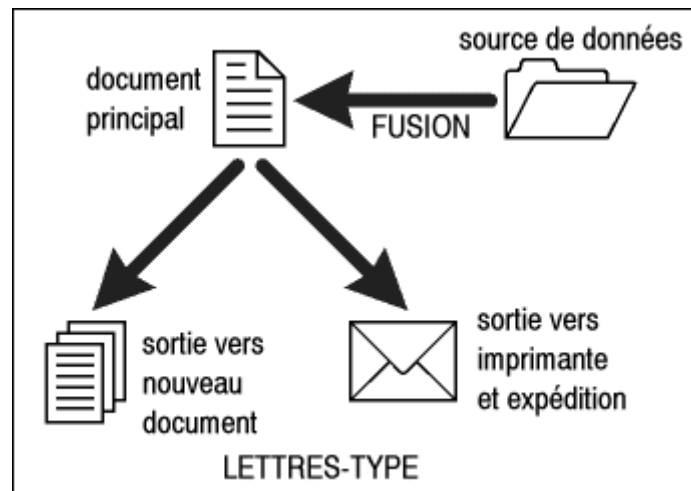 source de données
document
principal
FUSION
sortie vers
nouveau
document
sortie vers
imprimante
et expédition
LETTRES-TYPE